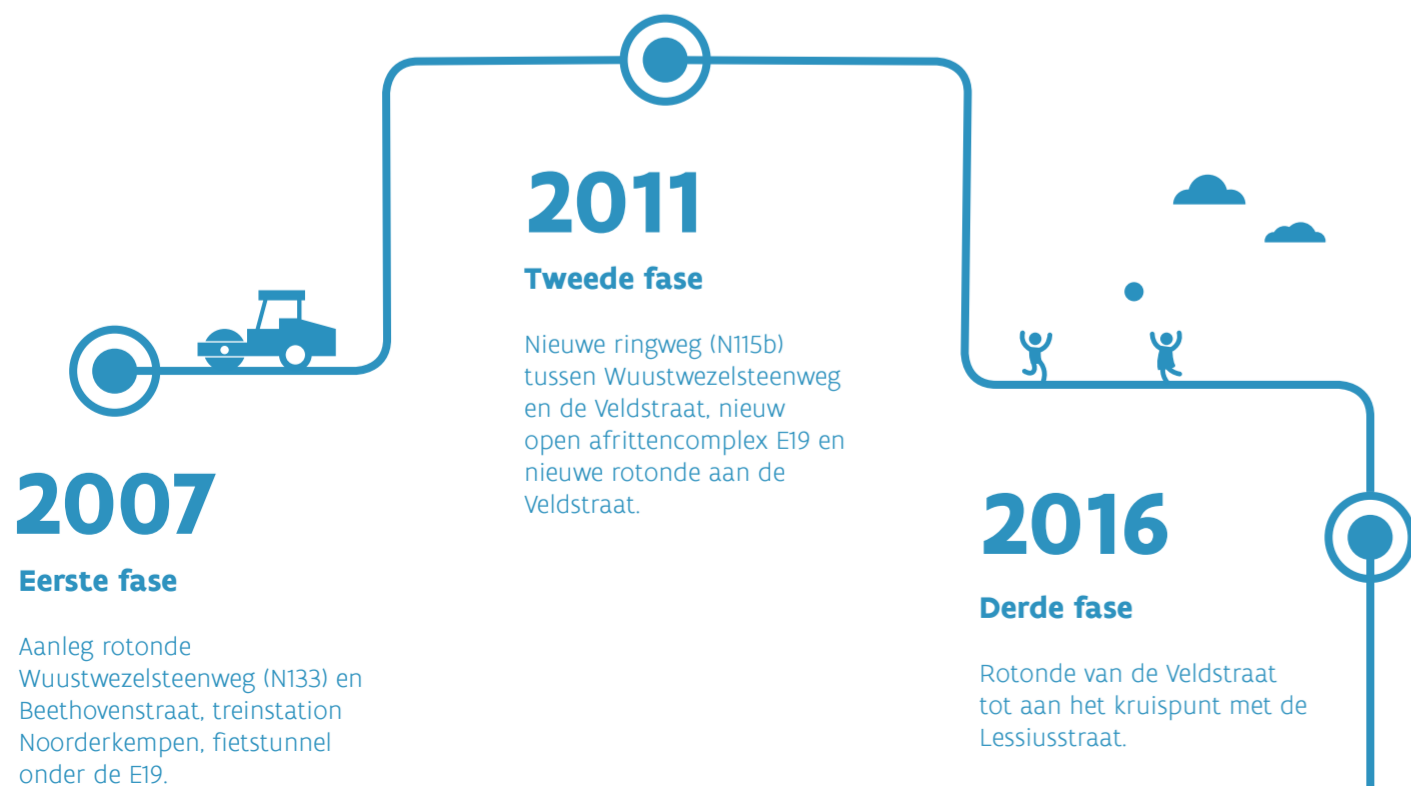 2007
Eerste fase
Aanleg rotonde
Wuustwezelsteenweg (N133) en
Beethovenstraat, treinstation
Noorderkempen, fietstunnel
onder de E19.
2011
Tweede fase
Nieuwe ringweg (N115b)
tussen Wuustwezelsteenweg
en de Veldstraat, nieuw
open afrittencomplex E19 en
nieuwe rotonde aan de
Veldstraat.
2016
Derde fase
Rotonde van de Veldstraat
tot aan het kruispunt met de
Lessiusstraat.